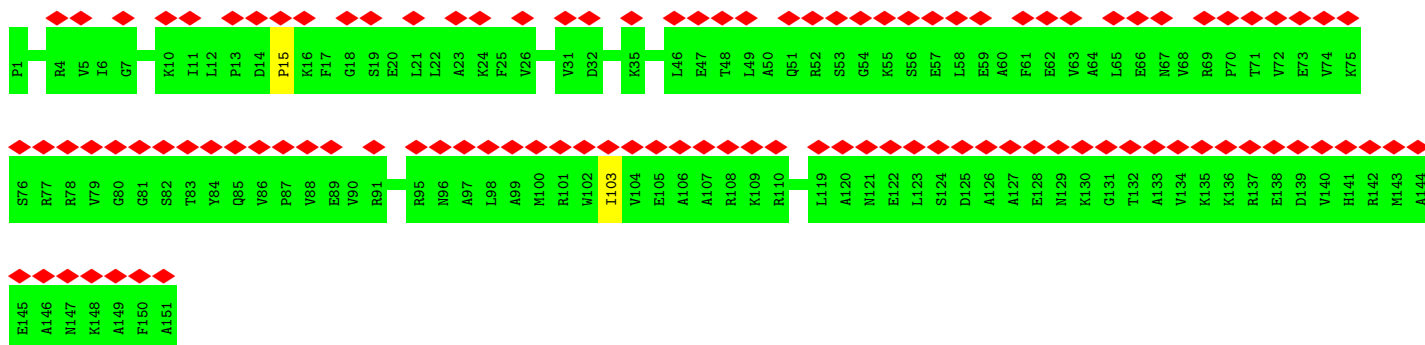 P1 R4 V5 I6 G7 K10 I11 L12 P13 D14 P15 K16 F17 G18 S19 E20 L21 L22 A23 K24 F25 V26 V31 D32 K35 L46 E47 T48 L49 A50 Q51 R52 S53 G54 K55 S56 E57 L58 E59 A60 F61 E62 V63 A64 L65 E66 N67 V68 R69 P70 T71 V72 E73 V74 K75
S76 R77 R78 V79 G80 G81 S82 T83 Y84 Q85 V86 P87 V88 E89 V90 R91 R95 N96 A97 L98 A99 M100 R101 W102 I103 V104 E105 A106 A107 R108 K109 R110 L119 A120 N121 E122 L123 S124 D125 A126 A127 E128 N129 K130 G131 T132 A133 V134 K135 K136 R137 E138 D139 V140 H141 R142 M143 A144
E145 A146 N147 K148 A149 F150 A151